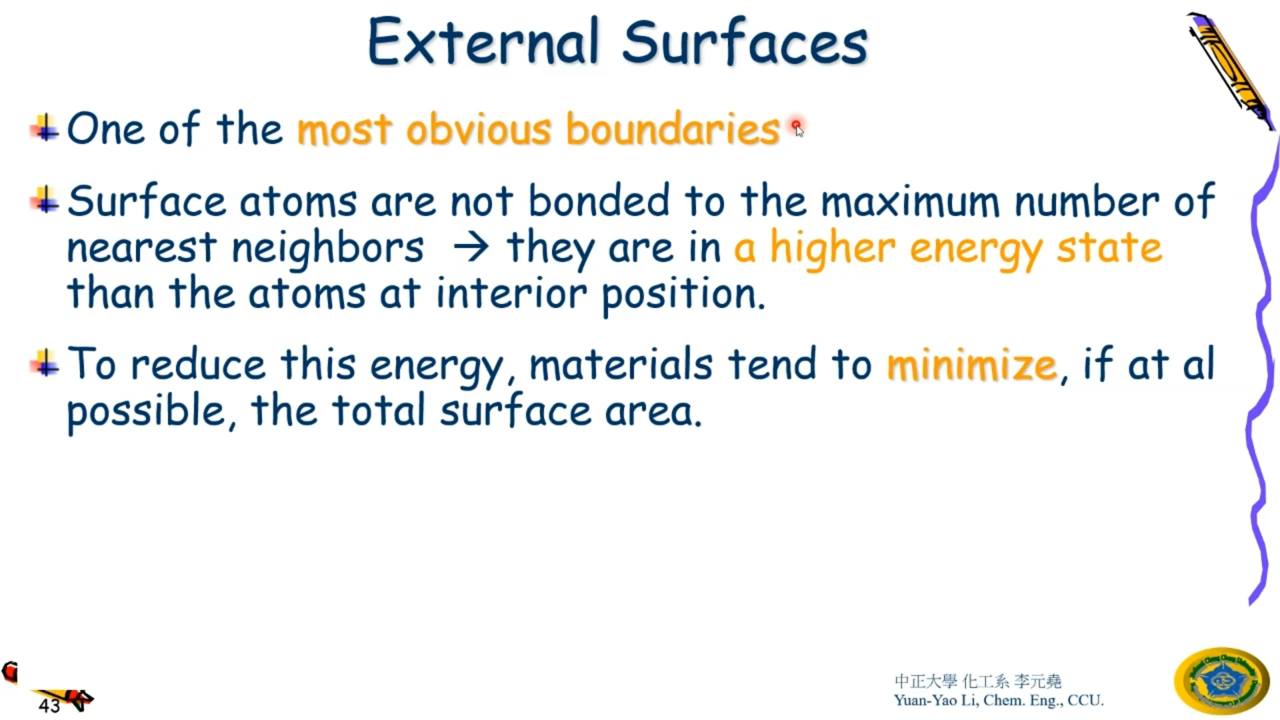 External Surfaces
One of the most obvious boundaries
Surface atoms are not bonded to the maximum number of
nearest neighbors → they are in a higher energy state
than the atoms at interior position.
To reduce this energy, materials tend to minimize, if at al
possible, the total surface area.
中正大學 化工系 李元堯
Yuan-Yao Li, Chem. Eng., CCU.
43